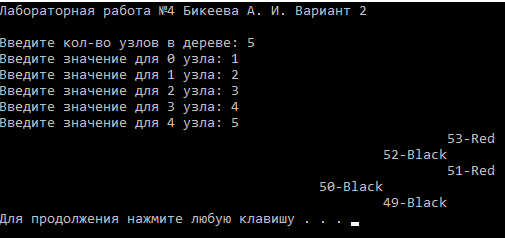 Лабораторная работа №4 Бикеева А. И. Вариант 2
Введите кол-во узлов в дереве: 5
Введите значение для 0 узла: 1
Введите значение для 1 узла: 2
Введите значение для 2 узла: 3
Введите значение для 3 узла: 4
Введите значение для 4 узла: 5
53-Red
52-Black
51-Red
50-Black
49-Black
Для продолжения нажмите любую клавишу . . .